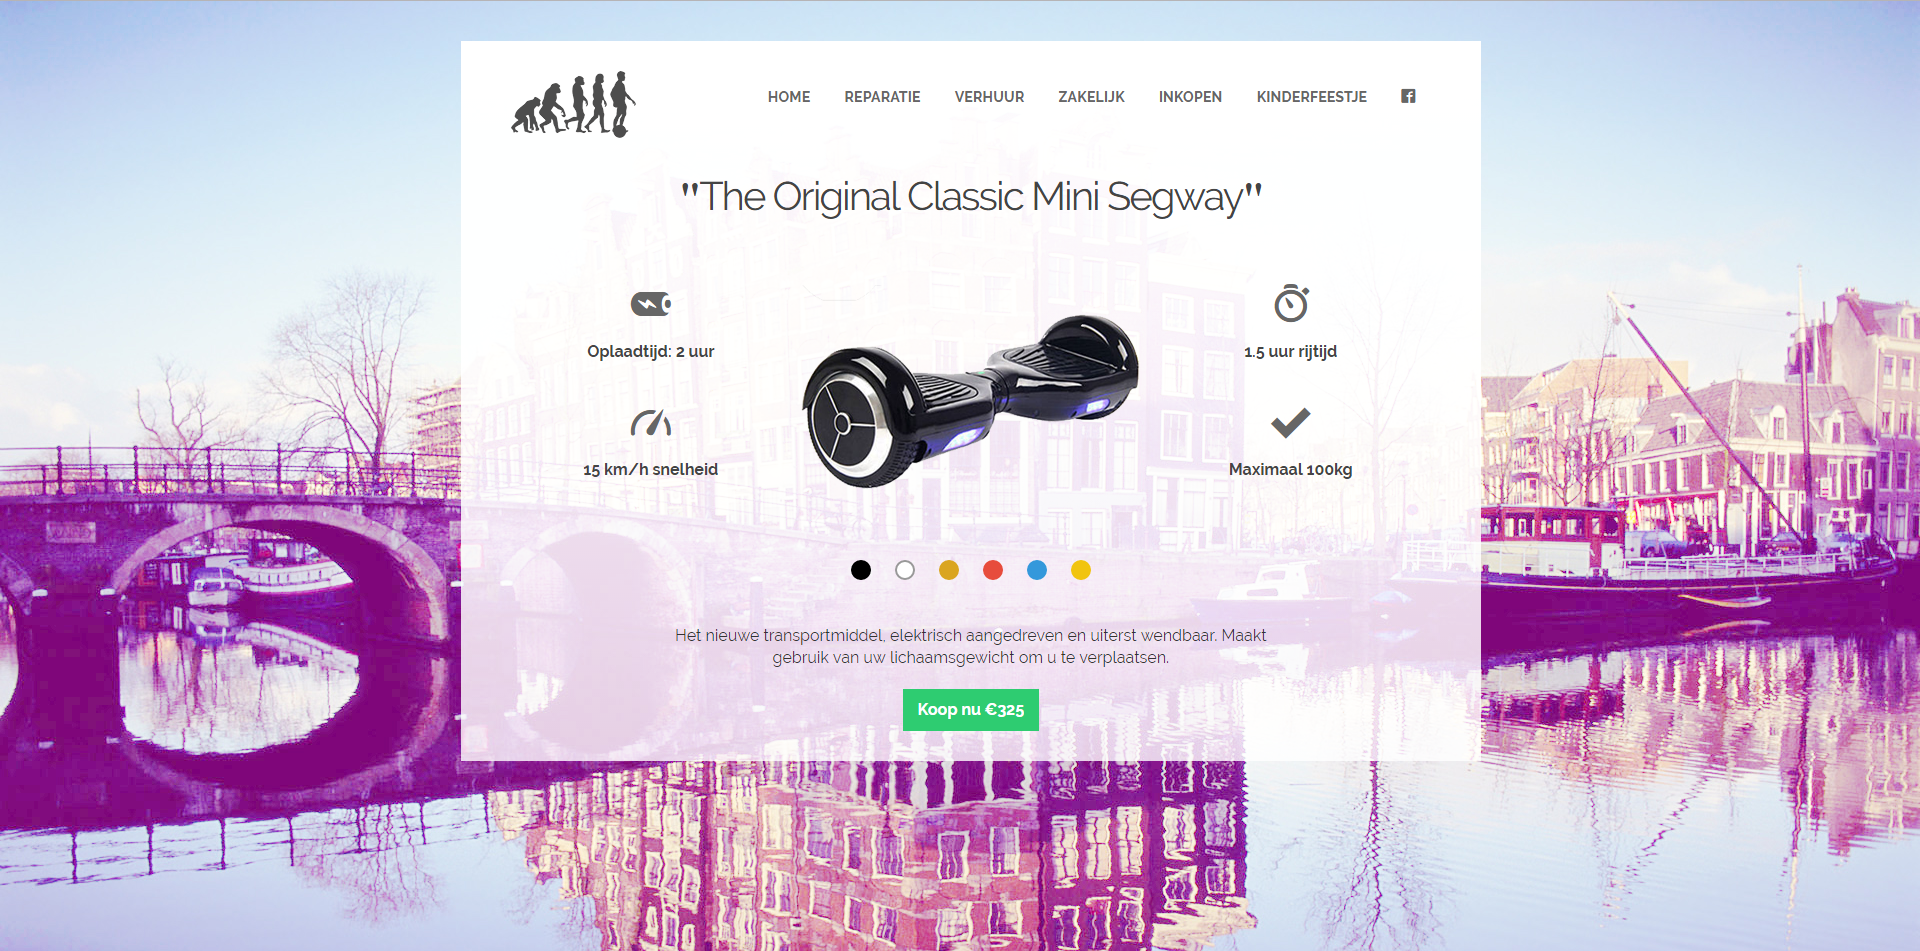 HOME REPARATIE VERHUUR ZAKELIJK INKOPEN KINDERFEESTJE
"The Original Classic Mini Segway"
Oplaadtijd: 2 uur
1.5 uur rijtijd
15 km/h snelheid
Maximaal 100kg
Het nieuwe transportmiddel, elektrisch aangedreven en uiterst wendbaar. Maakt
gebruik van uw lichaamsgewicht om u te verplaatsen.
Koop nu €325